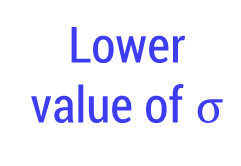 Lower
value of σ